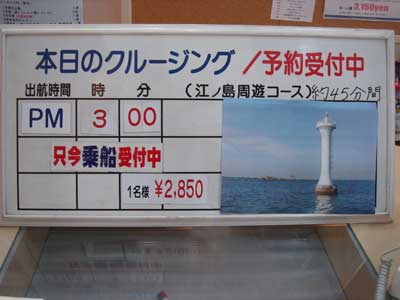 3,150yen
本日のクルージング/予約受付中
出航時間 時 分 (江ノ島周遊コース)約45分間
PM 3 00
只今乗船受付中
1名様 ¥2,850